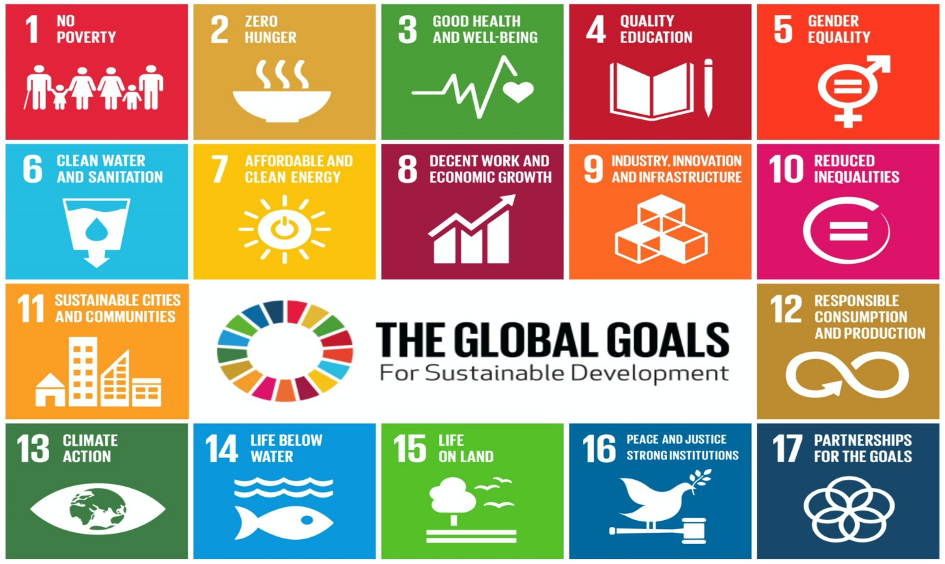 1 NO
POVERTY
2 ZERO
HUNGER
3 GOOD HEALTH
AND WELL-BEING
4 QUALITY
EDUCATION
5 GENDER
EQUALITY
6 CLEAN WATER
AND SANITATION
7 AFFORDABLE AND
CLEAN ENERGY
8 DECENT WORK AND
ECONOMIC GROWTH
9 INDUSTRY, INNOVATION
AND INFRASTRUCTURE
10 REDUCED
INEQUALITIES
11 SUSTAINABLE CITIES
AND COMMUNITIES
THE GLOBAL GOALS
For Sustainable Development
12 RESPONSIBLE
CONSUMPTION
AND PRODUCTION
13 CLIMATE
ACTION
14 LIFE BELOW
WATER
15 LIFE
ON LAND
16 PEACE AND JUSTICE
STRONG INSTITUTIONS
17 PARTNERSHIPS
FOR THE GOALS